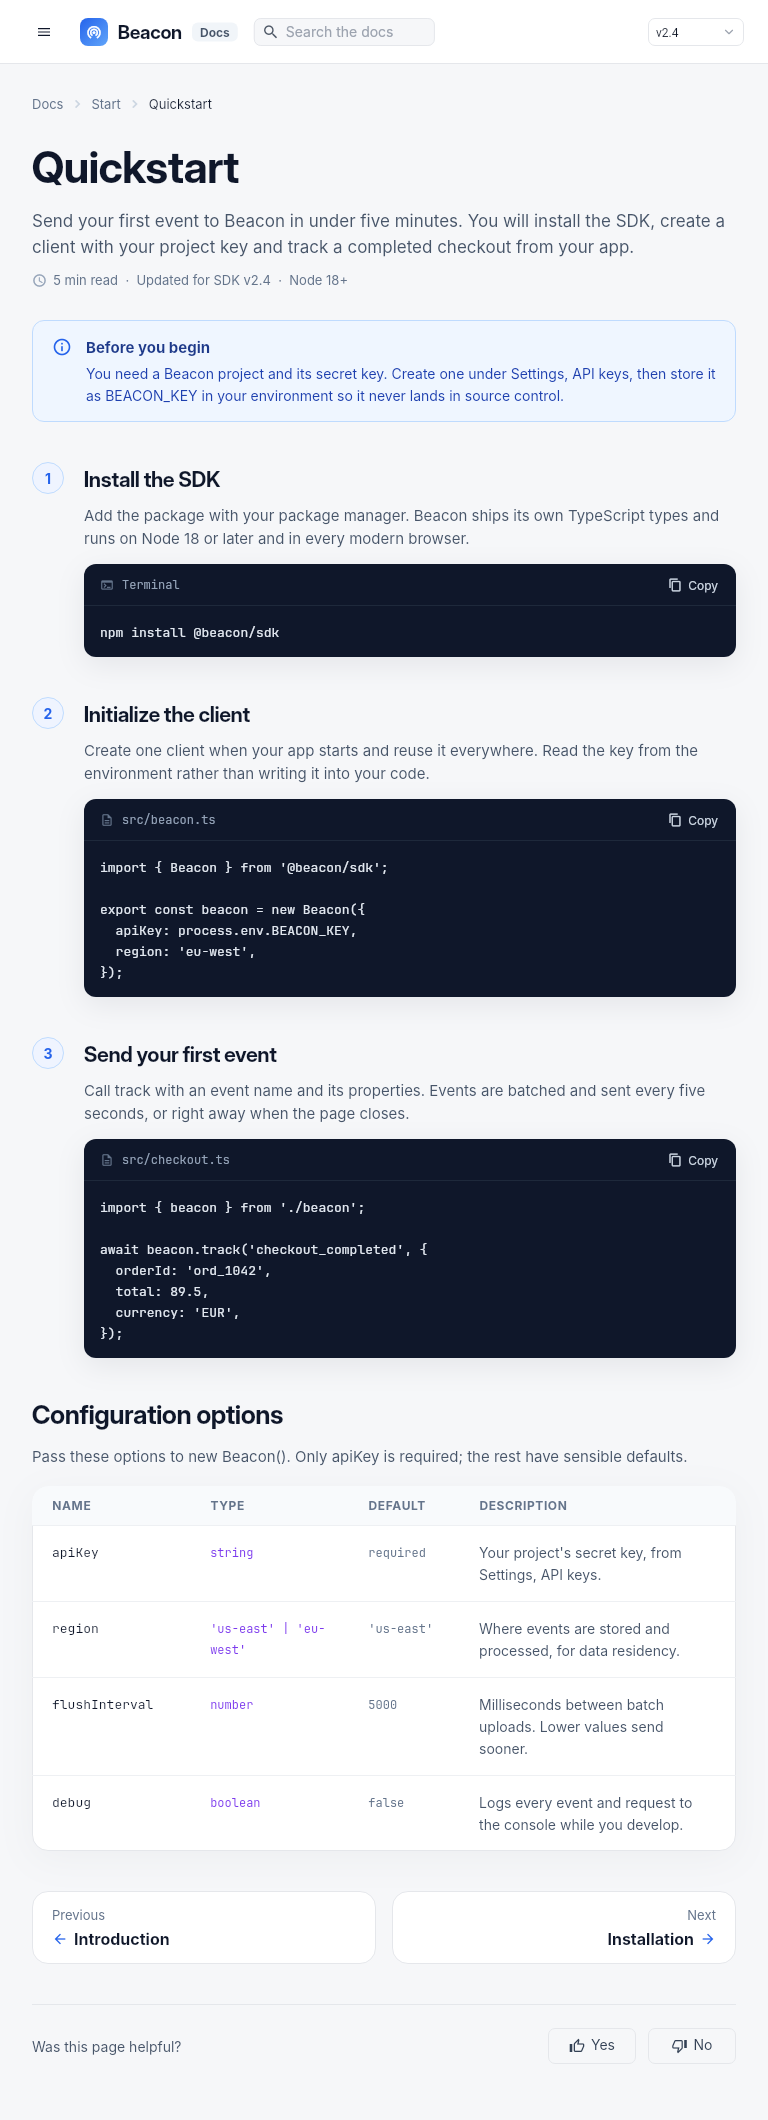 Beacon Docs Search the docs v2.4
Docs Start Quickstart
Quickstart
Send your first event to Beacon in under five minutes. You will install the SDK, create a
client with your project key and track a completed checkout from your app.
5 min read · Updated for SDK v2.4 · Node 18+
Before you begin
You need a Beacon project and its secret key. Create one under Settings, API keys, then store it
as BEACON_KEY in your environment so it never lands in source control.
1 Install the SDK
Add the package with your package manager. Beacon ships its own TypeScript types and
runs on Node 18 or later and in every modern browser.
Terminal Copy
npm install @beacon/sdk
2 Initialize the client
Create one client when your app starts and reuse it everywhere. Read the key from the
environment rather than writing it into your code.
src/beacon.ts Copy
import { Beacon } from '@beacon/sdk';
export const beacon = new Beacon({
  apiKey: process.env.BEACON_KEY,
  region: 'eu-west',
});
3 Send your first event
Call track with an event name and its properties. Events are batched and sent every five
seconds, or right away when the page closes.
src/checkout.ts Copy
import { beacon } from './beacon';
await beacon.track('checkout_completed', {
  orderId: 'ord_1042',
  total: 89.5,
  currency: 'EUR',
});
Configuration options
Pass these options to new Beacon(). Only apiKey is required; the rest have sensible defaults.
NAME TYPE DEFAULT DESCRIPTION
apiKey string required Your project's secret key, from
Settings, API keys.
region 'us-east' | 'eu- 'us-east' Where events are stored and
west' processed, for data residency.
flushInterval number 5000 Milliseconds between batch
uploads. Lower values send
sooner.
debug boolean false Logs every event and request to
the console while you develop.
Previous Next
Introduction Installation
Was this page helpful? Yes No